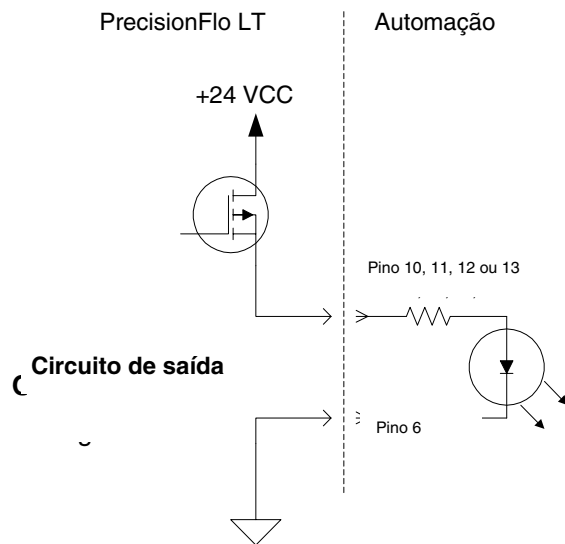 PrecisionFlo LT
Automação
+24 VCC
Pino 10, 11, 12 ou 13
Circuito de saída
Pino 6